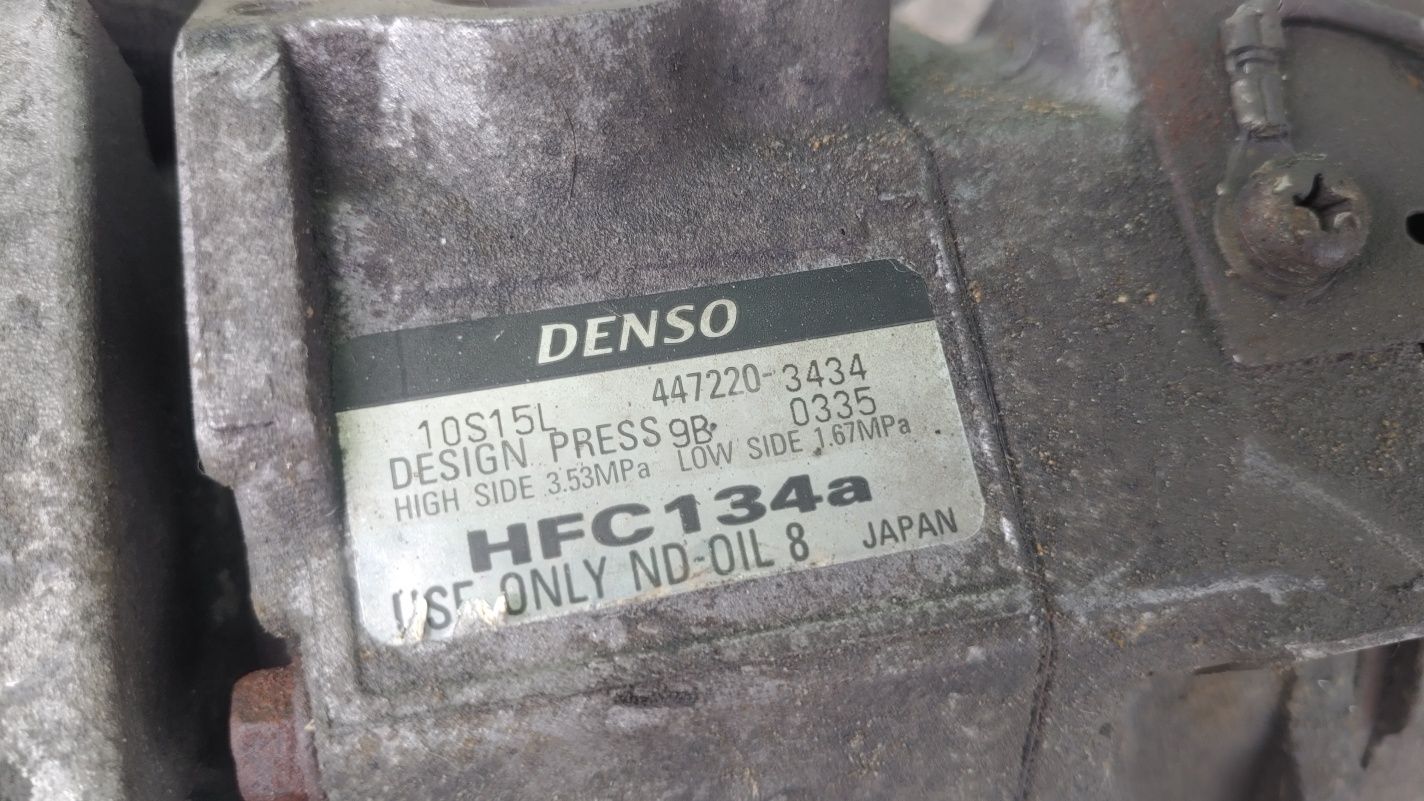 DENSO
10S15L 447220-3434
DESIGN PRESS 9B 0335
HIGH SIDE 3.53MPa LOW SIDE 1.67MPa
HFC134a
USE ONLY ND-OIL 8 JAPAN